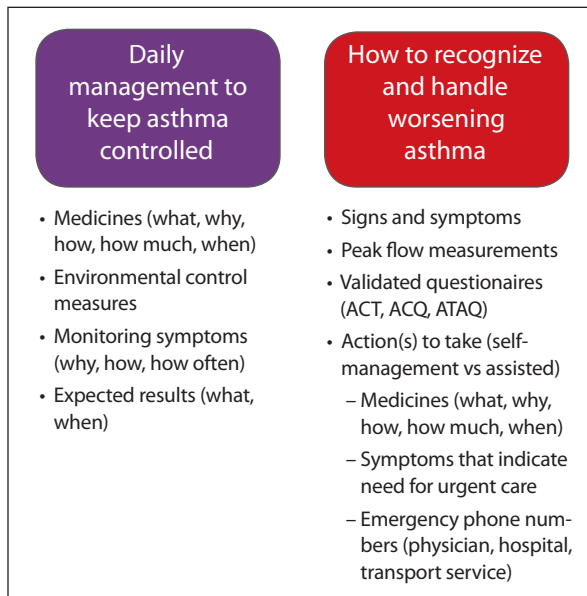 Daily
management to
keep asthma
controlled
• Medicines (what, why,
how, how much, when)
• Environmental control
measures
• Monitoring symptoms
(why, how, how often)
• Expected results (what,
when)
How to recognize
and handle
worsening
asthma
• Signs and symptoms
• Peak flow measurements
• Validated questionaires
(ACT, ACQ, ATAQ)
• Action(s) to take (self-
management vs assisted)
– Medicines (what, why,
how, how much, when)
– Symptoms that indicate
need for urgent care
– Emergency phone num-
bers (physician, hospital,
transport service)